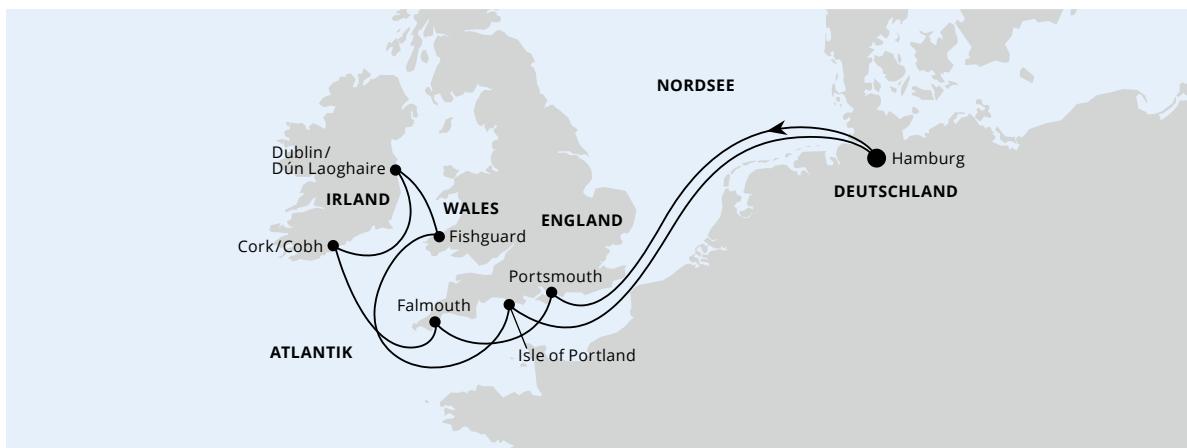 NORDSEE
Dublin/
Dún Laoghaire
Hamburg
DEUTSCHLAND
IRLAND
WALES
ENGLAND
Fishguard
Cork/Cobh
Portsmouth
Falmouth
ATLANTIK
Isle of Portland